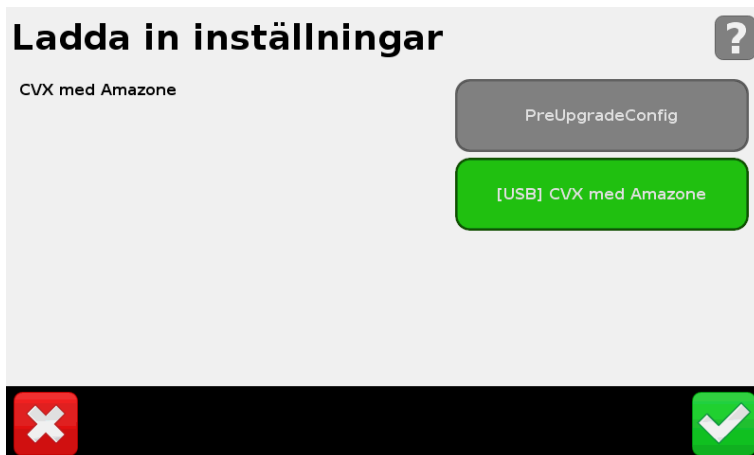 Ladda in inställningar
?
CVX med Amazone
PreUpgradeConfig
[USB] CVX med Amazone